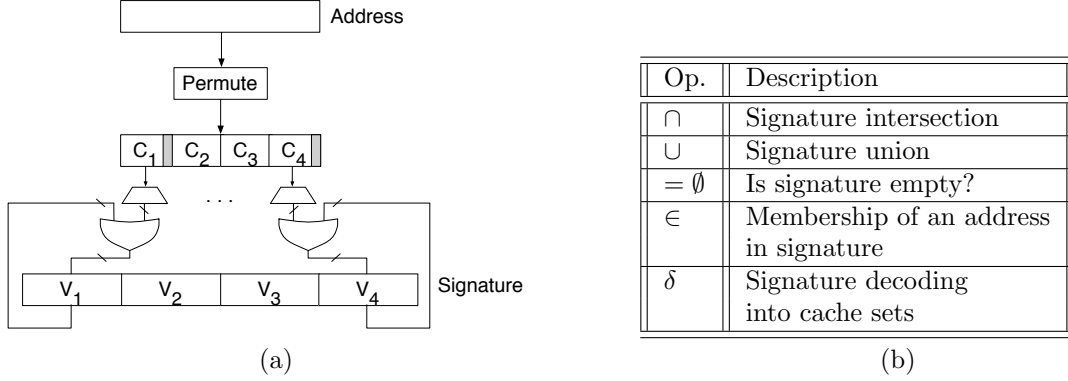 Address
Permute
C1 C2 C3 C4
. . .
V1 V2 V3 V4
Signature
(a)
Op. Description
∩ Signature intersection
∪ Signature union
= ∅ Is signature empty?
∈ Membership of an address
in signature
δ Signature decoding
into cache sets
(b)